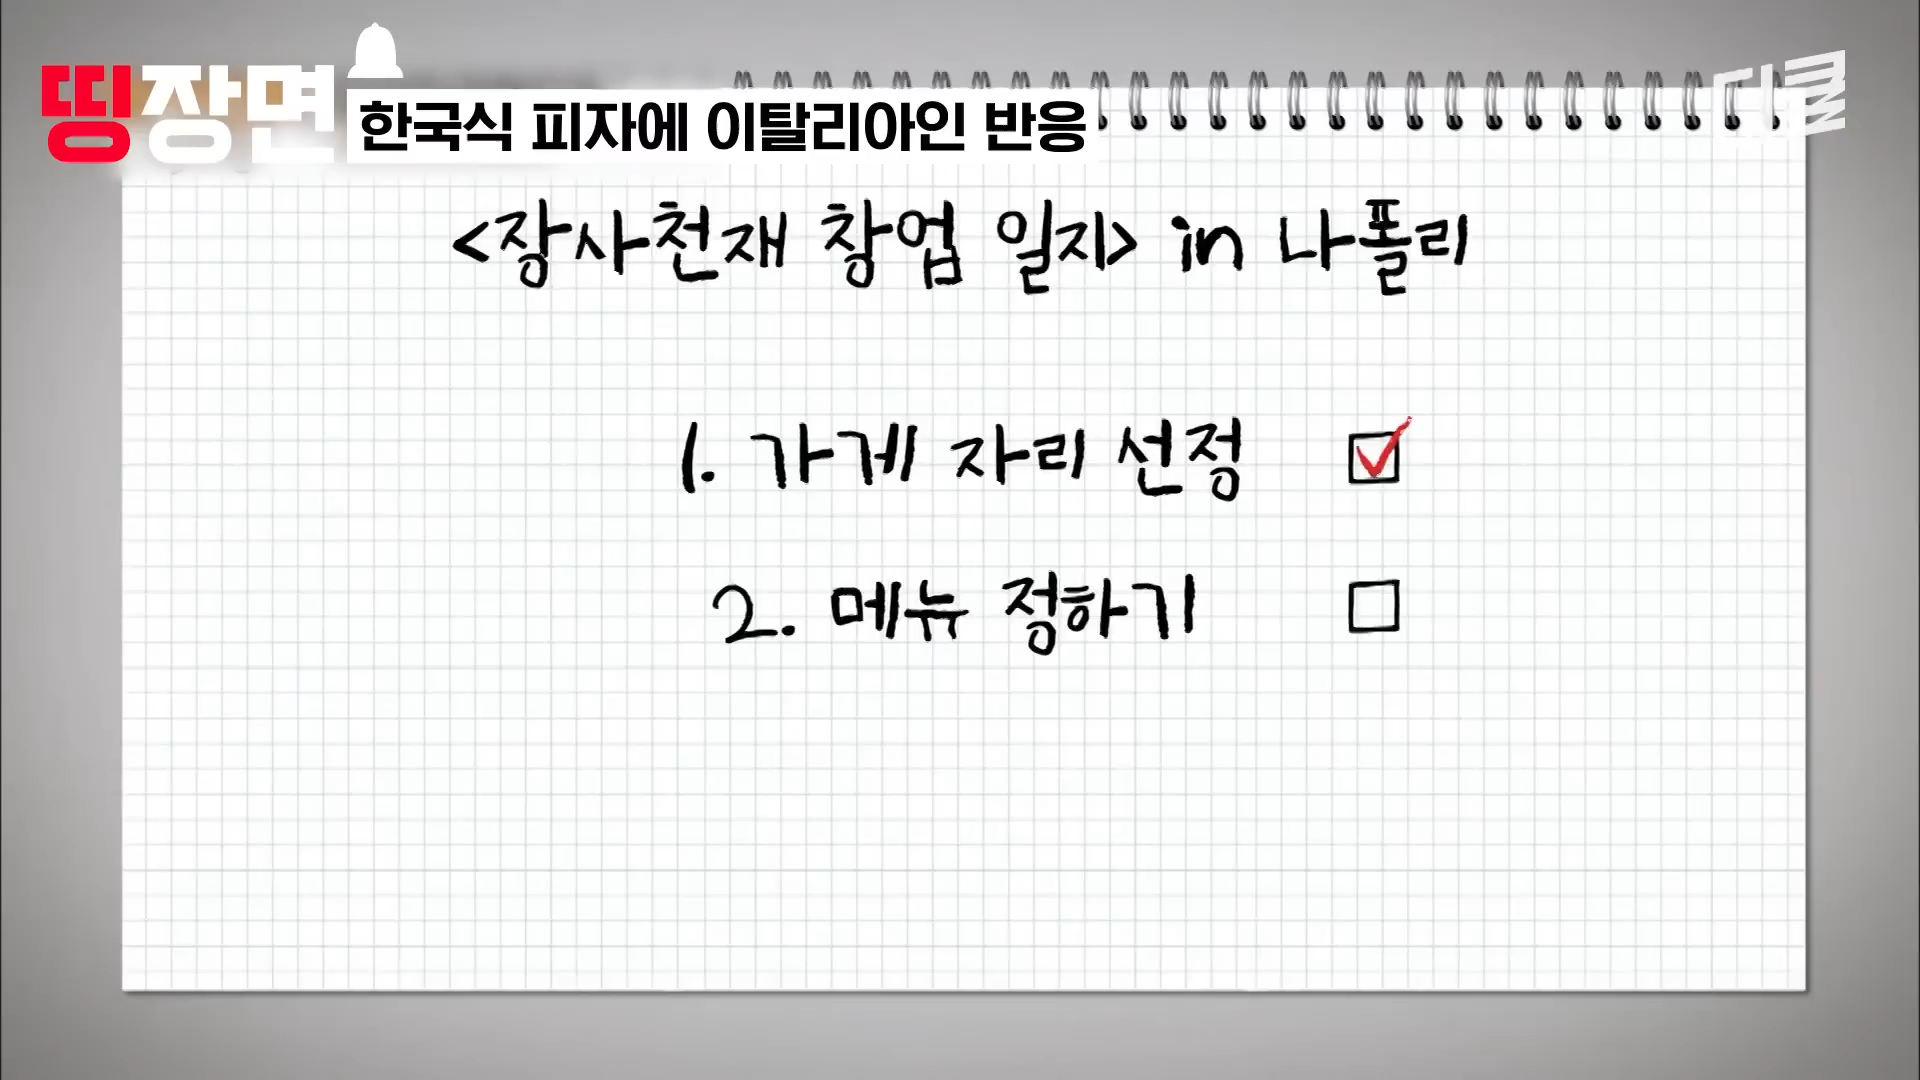 띵장면
한국식 피자에 이탈리아인 반응
디글
<장사천재 창업 일지> in 나폴리
1. 가게 자리 선정
2. 메뉴 정하기